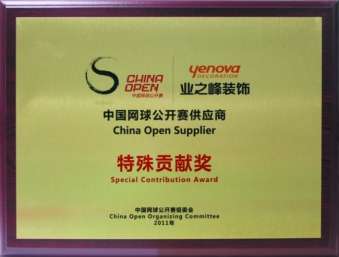 CHINA
OPEN
中国网球公开赛
yenova
DECORATION
业之峰装饰
中国网球公开赛供应商
China Open Supplier
特殊贡献奖
Special Contribution Award
中国网球公开赛组委会
China Open Organizing Committee
2011年